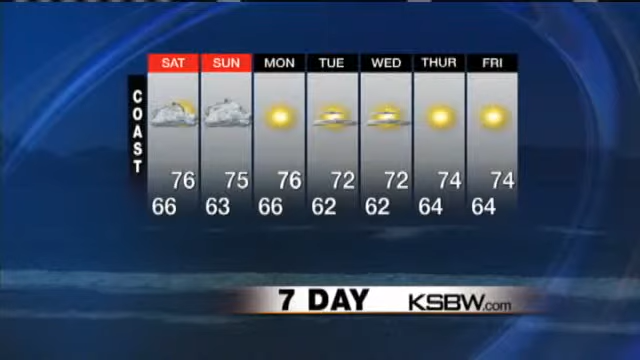 SAT SUN MON TUE WED THUR FRI
COAST
76 75 76 72 72 74 74
66 63 66 62 62 64 64
7 DAY KSBW.com